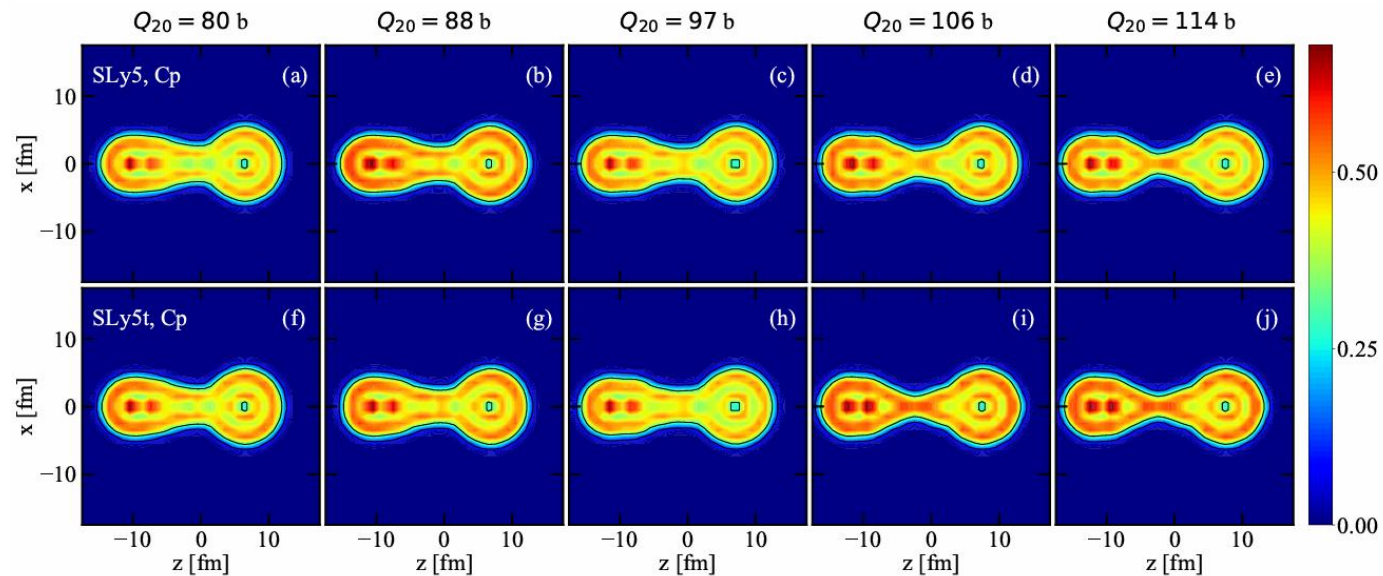 Q20 = 80 b
Q20 = 88 b
Q20 = 97 b
Q20 = 106 b
Q20 = 114 b
SLy5, Cp
(a)
(b)
(c)
(d)
(e)
10
0
−10
x [fm]
SLy5t, Cp
(f)
(g)
(h)
(i)
(j)
10
0
−10
x [fm]
−10 0 10
−10 0 10
−10 0 10
−10 0 10
−10 0 10
z [fm]
z [fm]
z [fm]
z [fm]
z [fm]
0.50
0.25
0.00